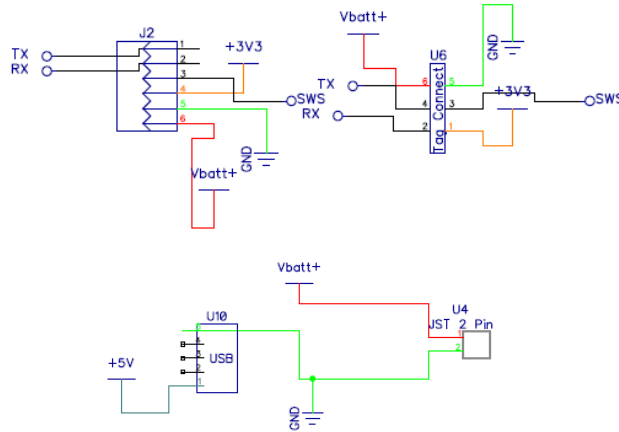 J2
TX
RX
1
2
3
4
5
6
+3V3
SWS
GND
Vbatt+
Vbatt+
U6
TX
RX
6
4
2
5
3
1
Tag Connect
GND
+3V3
SWS
Vbatt+
U4
JST 2 Pin
1
2
U10
USB
5
4
3
2
1
+5V
GND